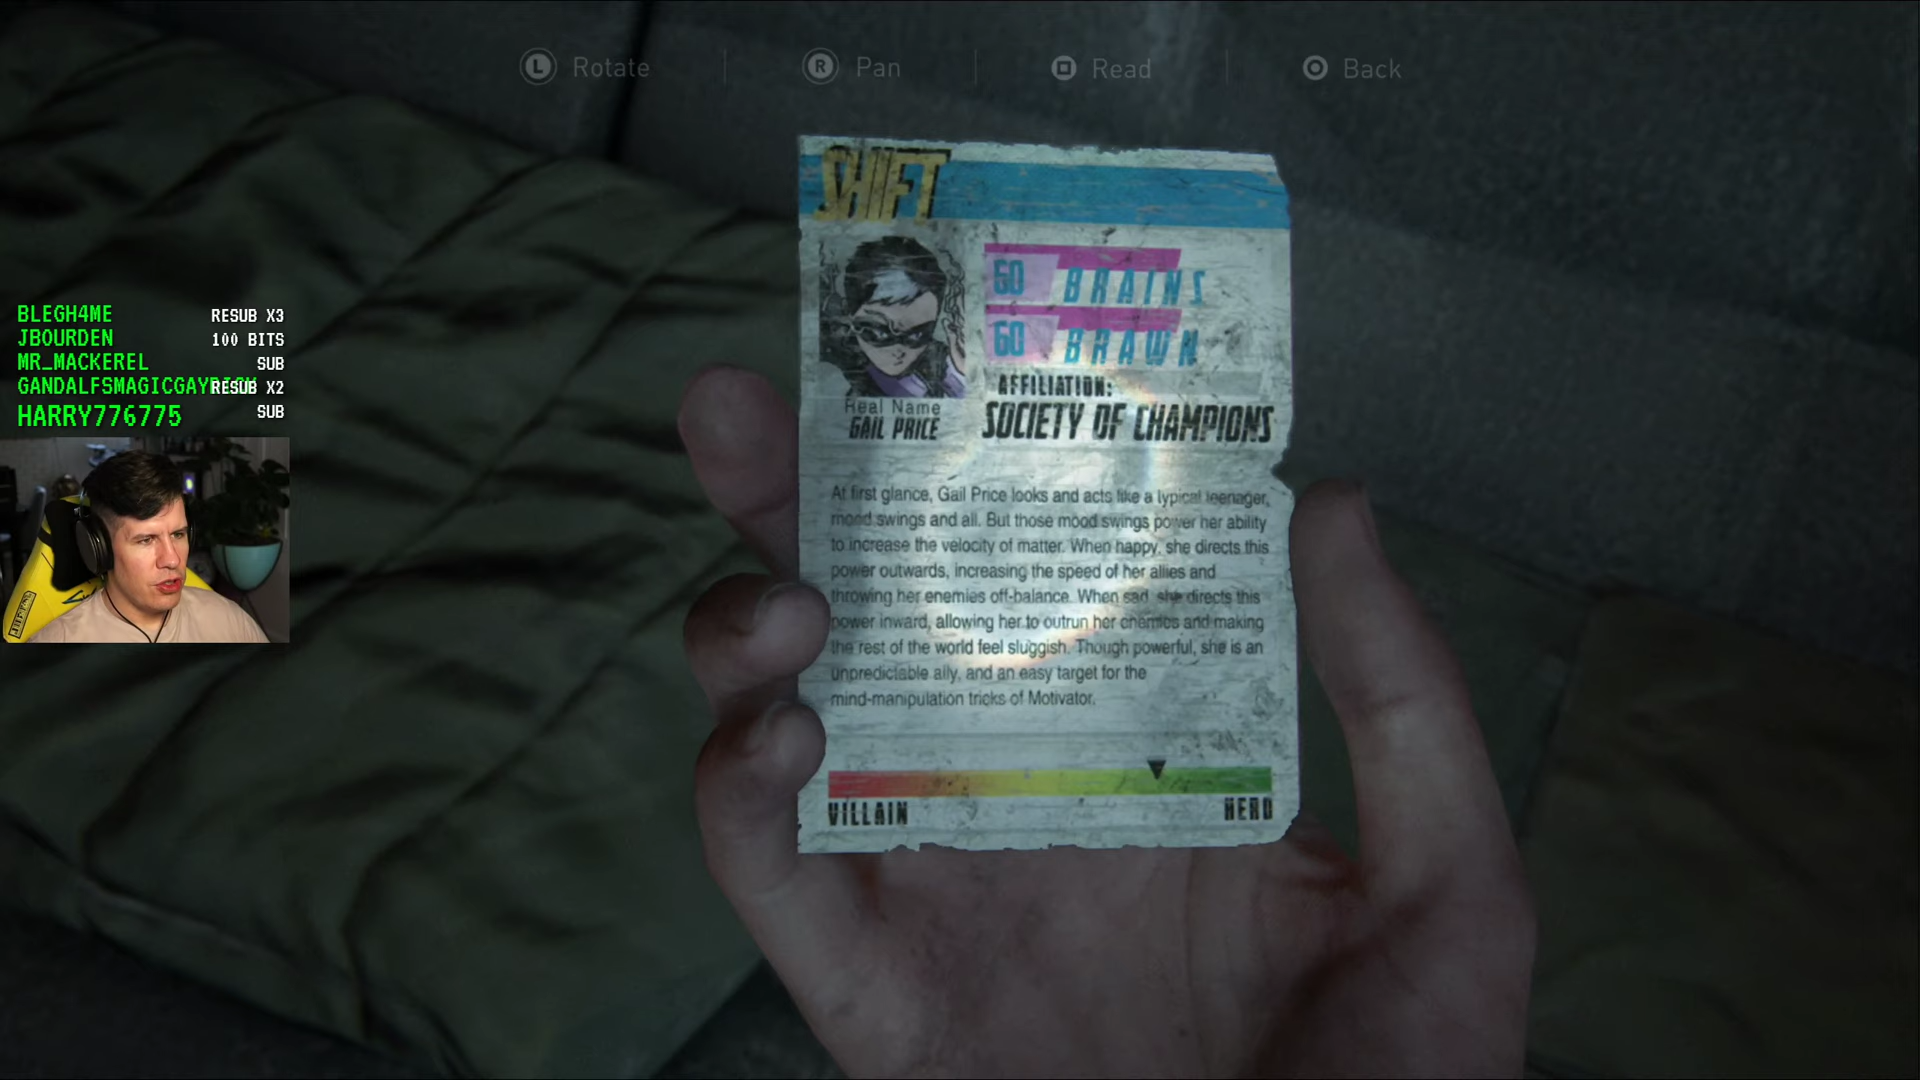 L Rotate
R Pan
Read
Back
SHIFT
60 BRAINS
60 BRAWN
AFFILIATION:
SOCIETY OF CHAMPIONS
Real Name
GAIL PRICE
At first glance, Gail Price looks and acts like a typical teenager,
mood swings and all. But those mood swings power her ability
to increase the velocity of matter. When happy, she directs this
power outwards, increasing the speed of her allies and
throwing her enemies off-balance. When sad, she directs this
power inward, allowing her to outrun her enemies and making
the rest of the world feel sluggish. Though powerful, she is an
unpredictable ally, and an easy target for the
mind-manipulation tricks of Motivator.
VILLAIN
HERO
BLEGH4ME RESUB X3
JBOURDEN 100 BITS
MR_MACKEREL SUB
RESUB X2
HARRY776775 SUB